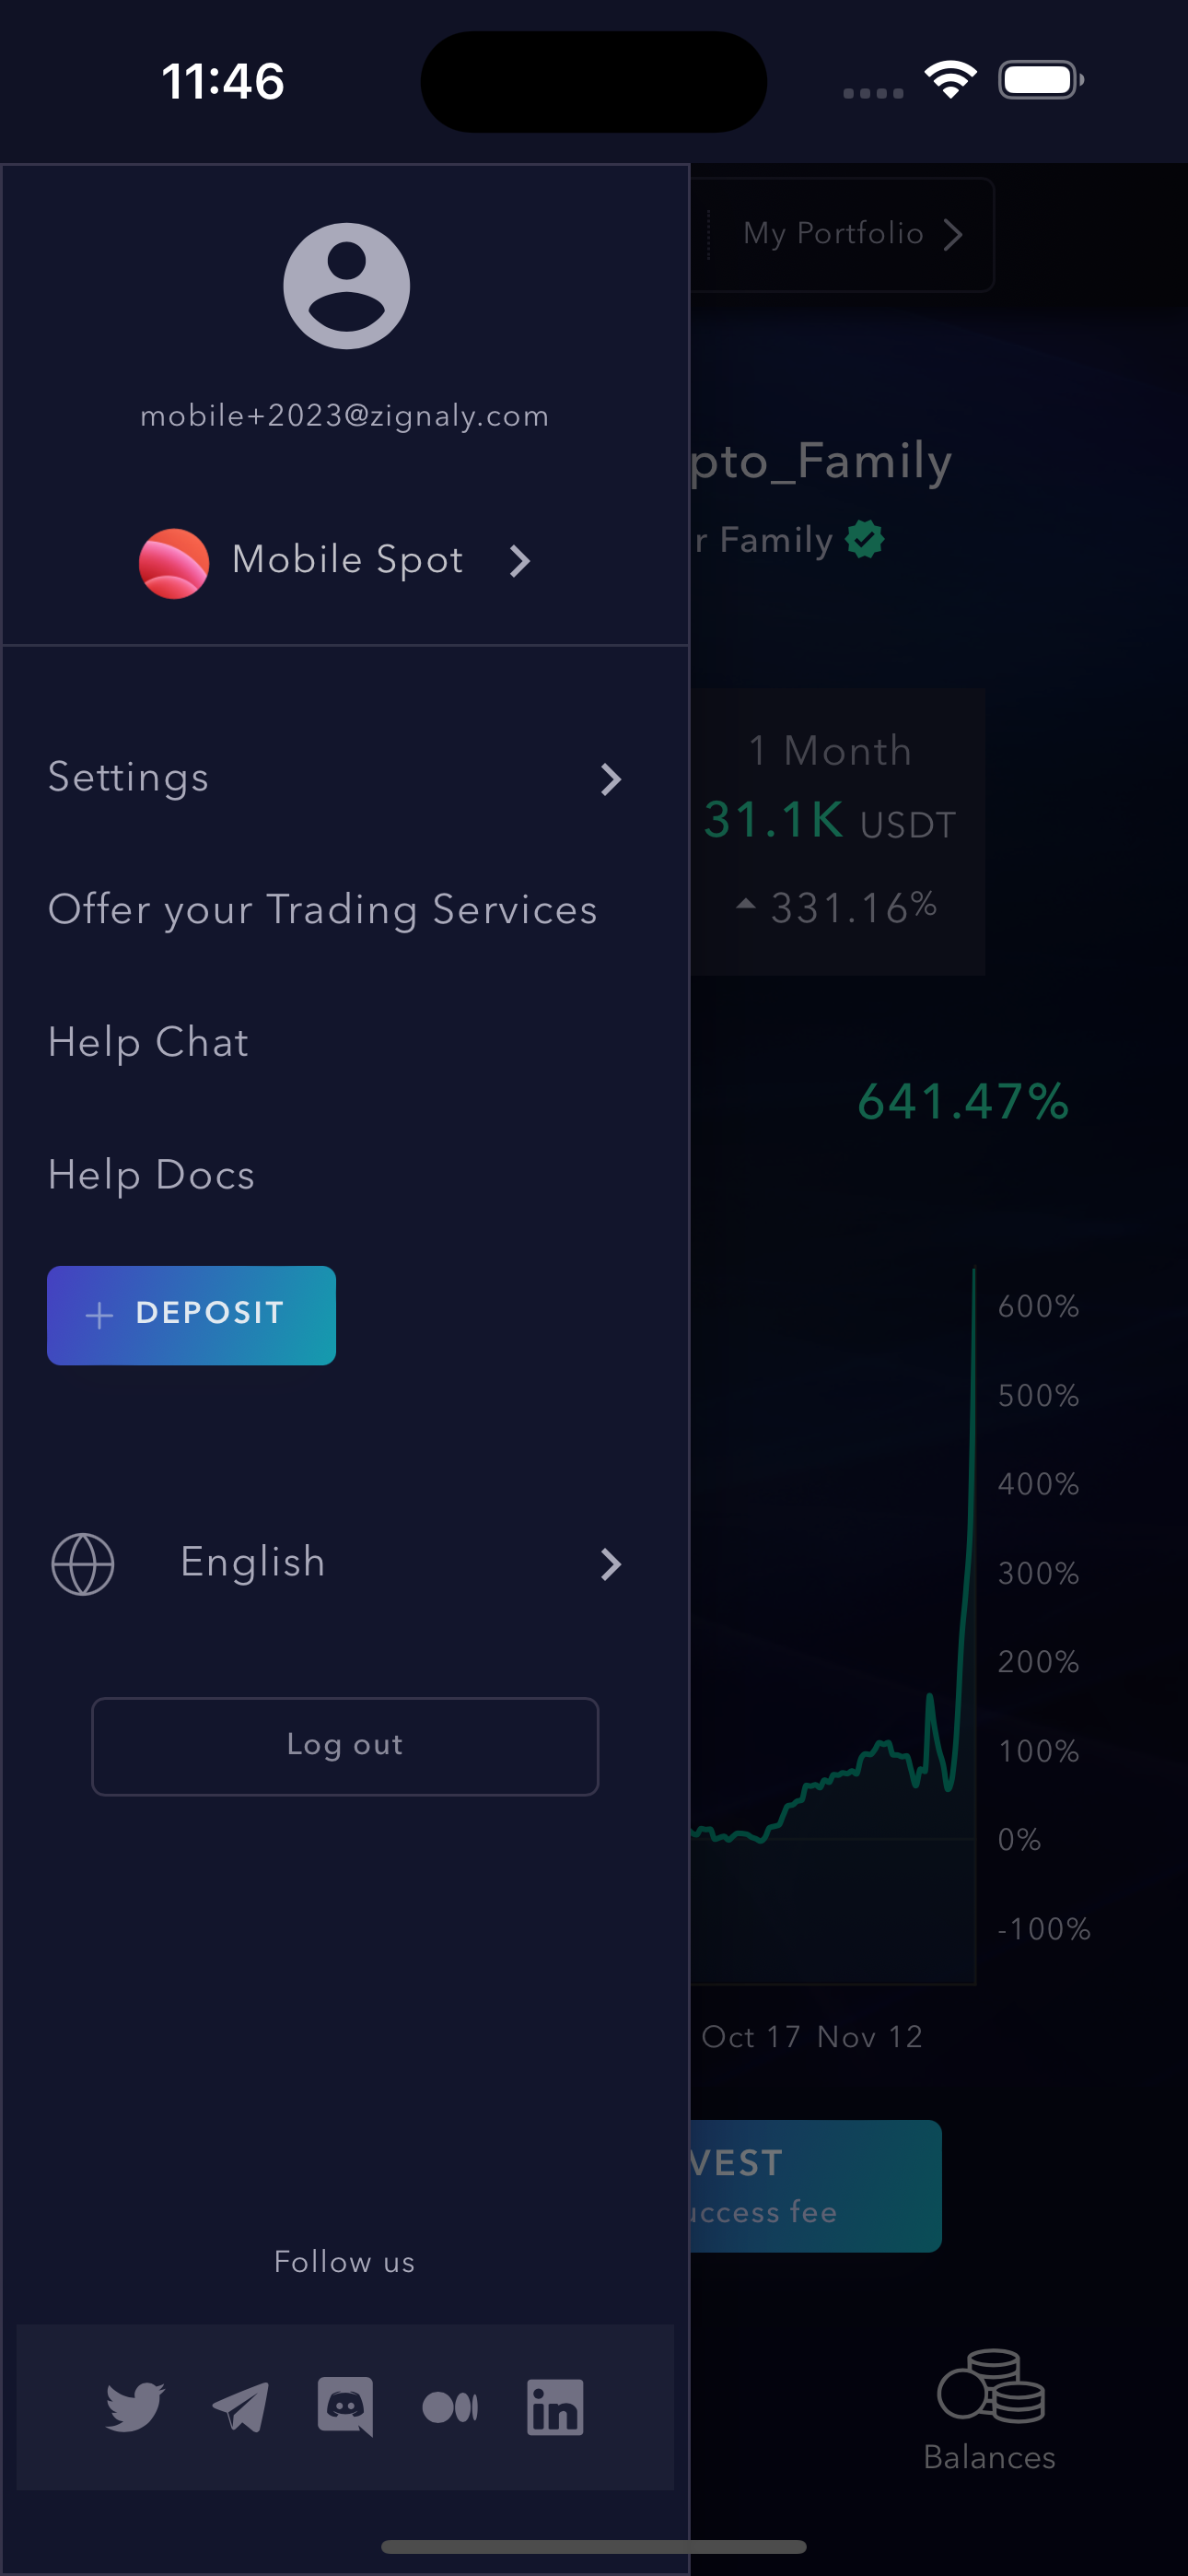 11:46
My Portfolio
mobile+2023@zignaly.com
pto_Family
r Family
Mobile Spot
1 Month
Settings
31.1K USDT
331.16%
Offer your Trading Services
Help Chat
641.47%
Help Docs
+ DEPOSIT
600%
500%
400%
English
300%
200%
Log out
100%
0%
-100%
Oct 17 Nov 12
VEST
uccess fee
Follow us
in
Balances